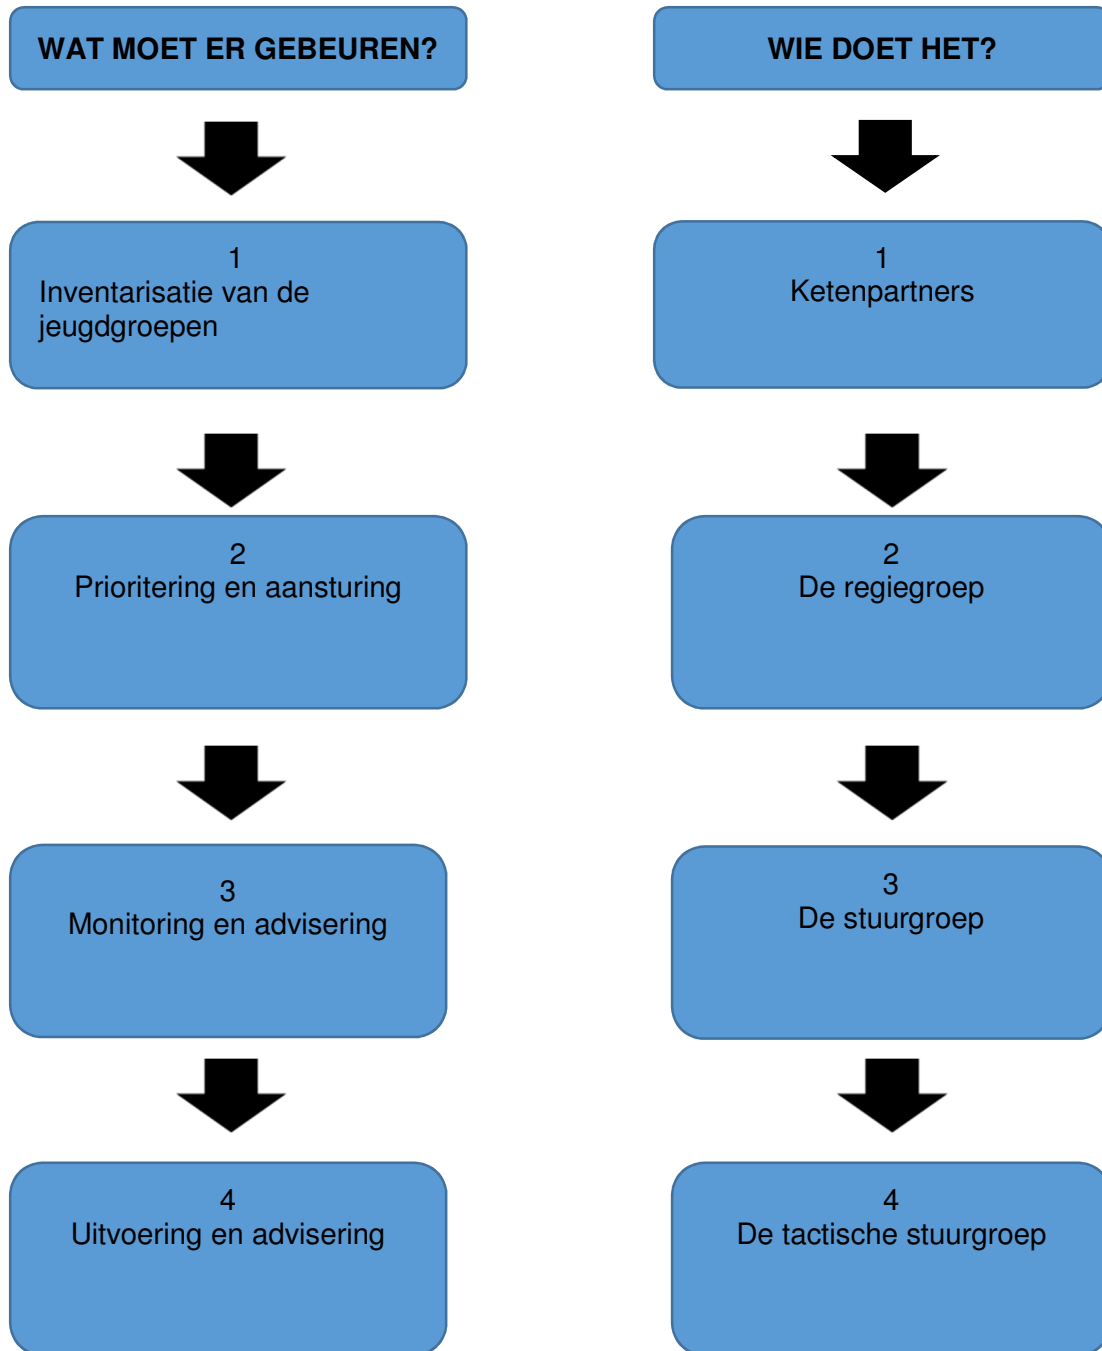 WAT MOET ER GEBEUREN?
WIE DOET HET?
1
Inventarisatie van de
jeugdgroepen
1
Ketenpartners
2
Prioritering en aansturing
2
De regiegroep
3
Monitoring en advisering
3
De stuurgroep
4
Uitvoering en advisering
4
De tactische stuurgroep